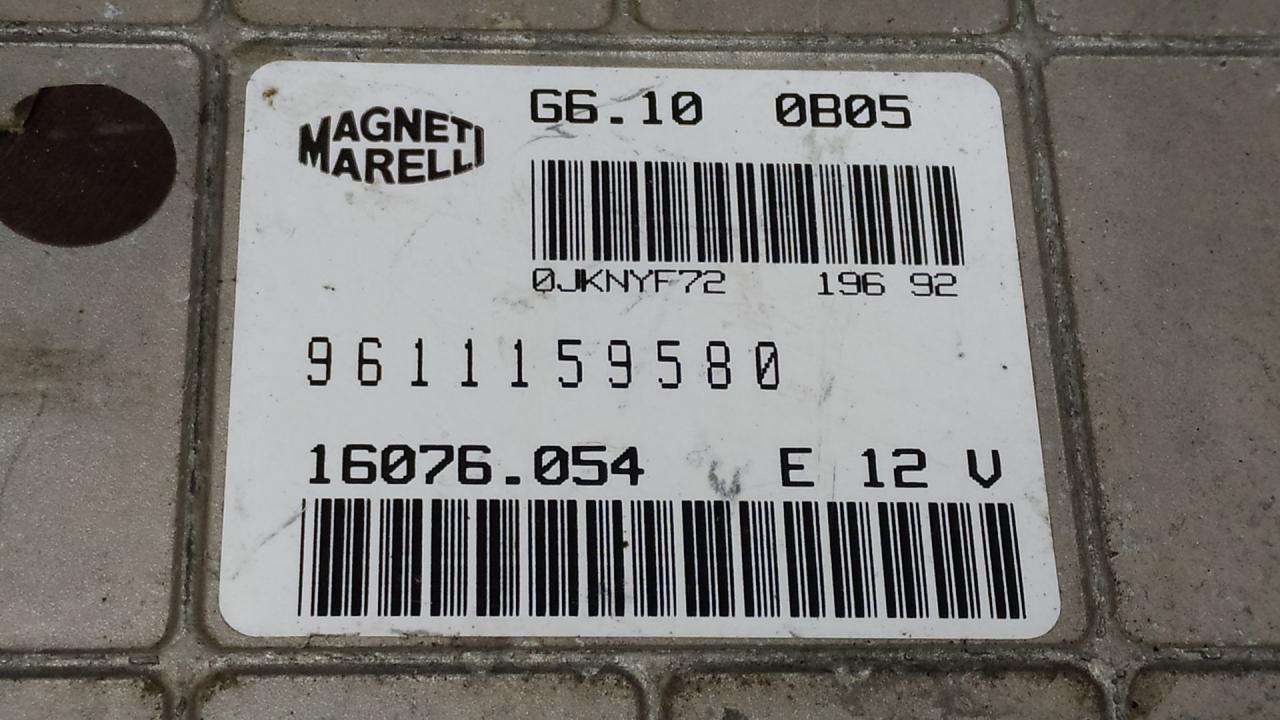 MAGNETI
MARELLI
G6.10 0B05
0JKNYF72 196 92
9611159580
16076.054 E 12 V